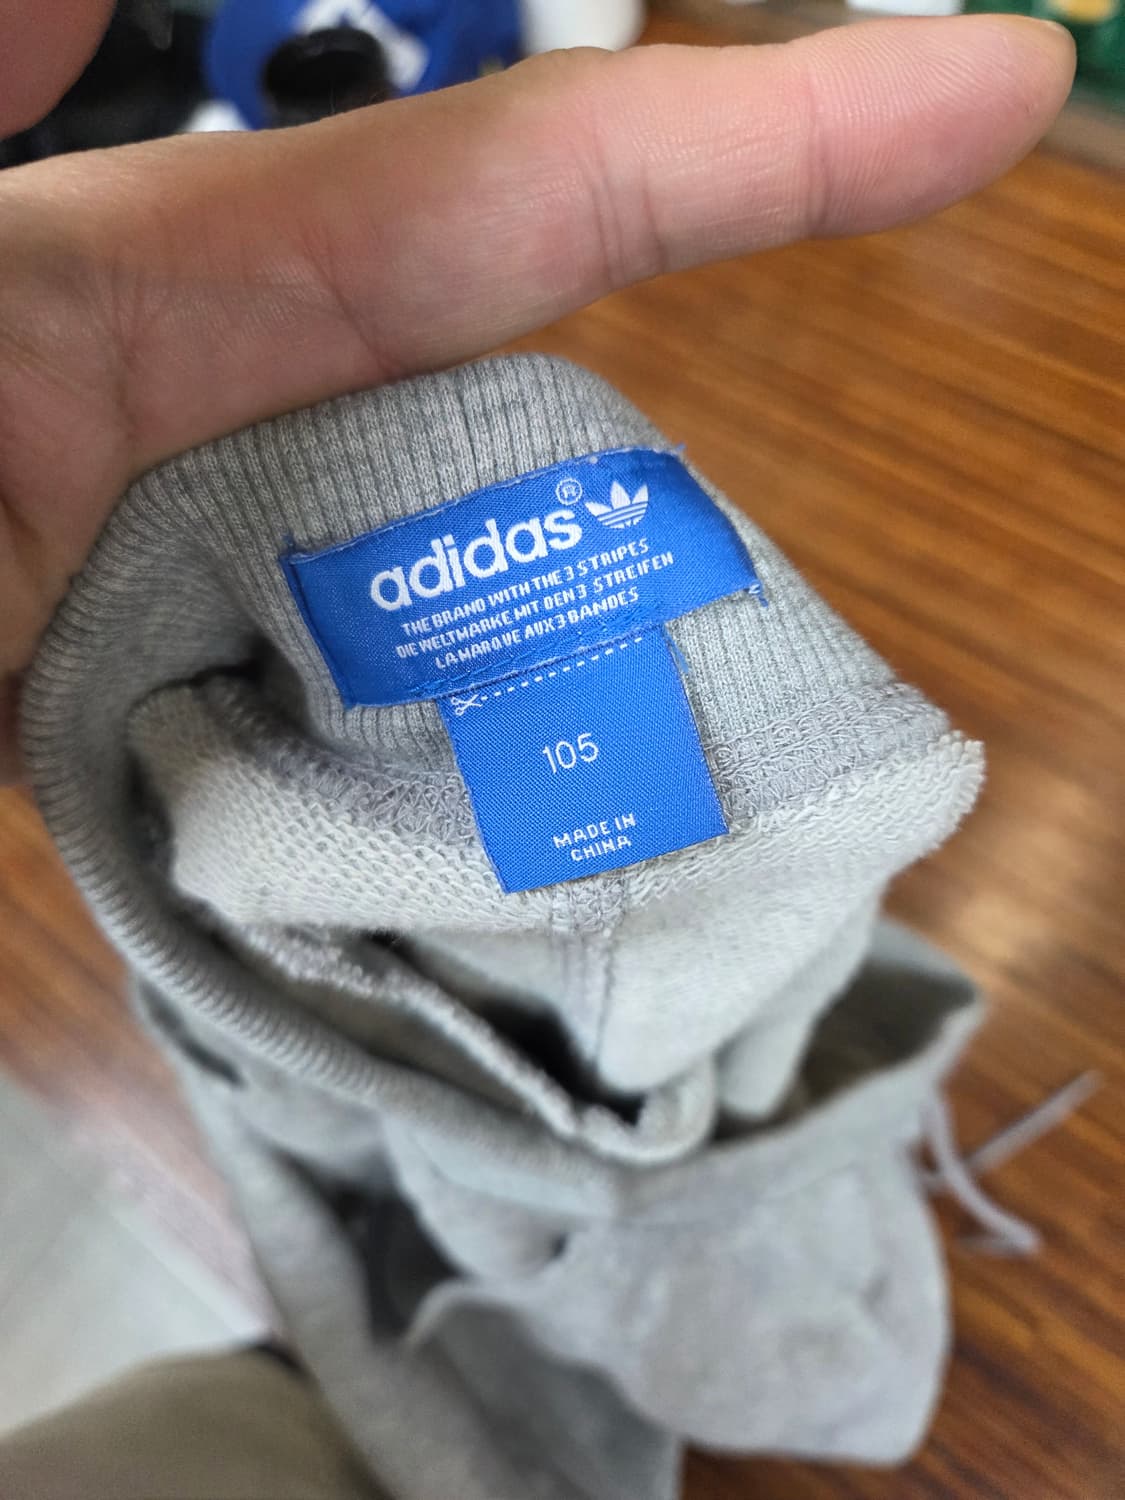 adidas®
THE BRAND WITH THE 3 STRIPES
DIE WELTMARKE MIT DEN 3 STREIFEN
LA MARQUE AUX 3 BANDES
105
MADE IN
CHINA